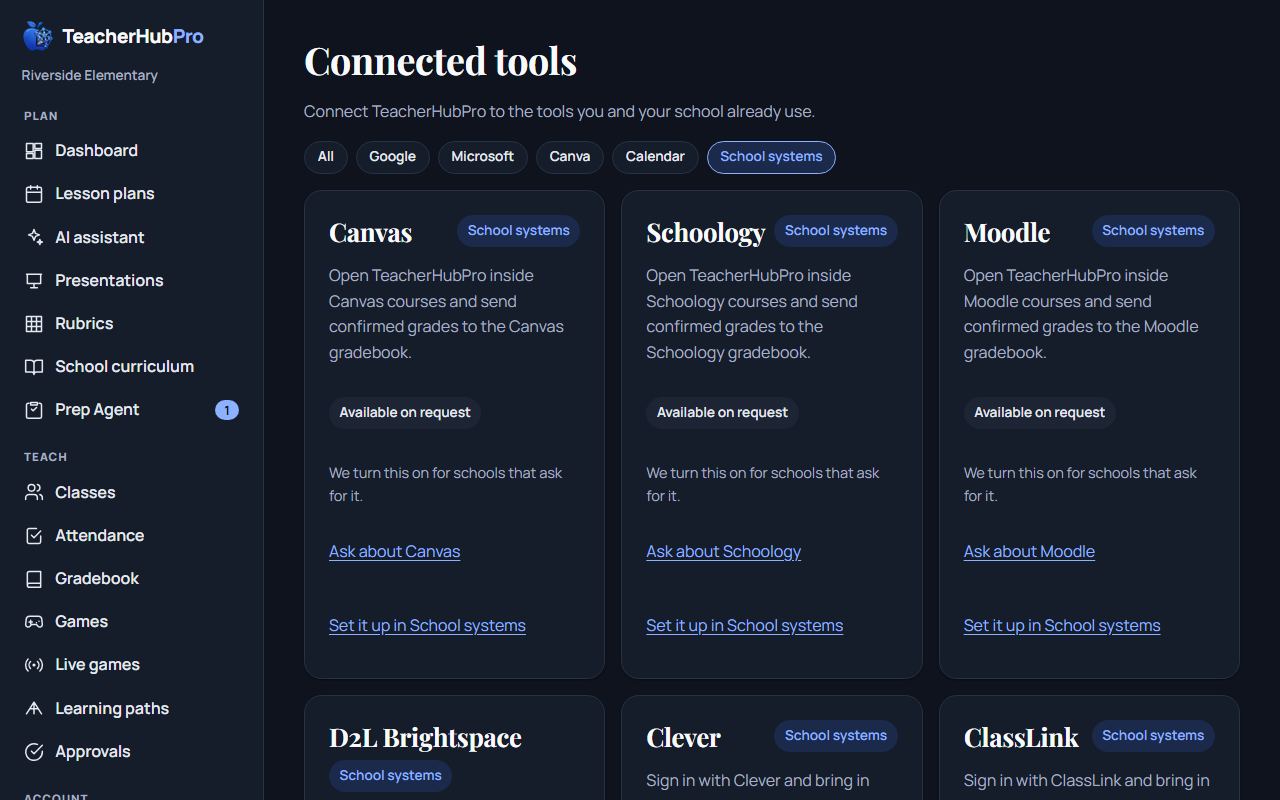 TeacherHubPro
Riverside Elementary
PLAN
Dashboard
Lesson plans
AI assistant
Presentations
Rubrics
School curriculum
Prep Agent
1
TEACH
Classes
Attendance
Gradebook
Games
Live games
Learning paths
Approvals
ACCOUNT
Connected tools
Connect TeacherHubPro to the tools you and your school already use.
All
Google
Microsoft
Canva
Calendar
School systems
Canvas
School systems
Open TeacherHubPro inside
Canvas courses and send
confirmed grades to the Canvas
gradebook.
Available on request
We turn this on for schools that ask
for it.
Ask about Canvas
Set it up in School systems
Schoology
School systems
Open TeacherHubPro inside
Schoology courses and send
confirmed grades to the
Schoology gradebook.
Available on request
We turn this on for schools that ask
for it.
Ask about Schoology
Set it up in School systems
Moodle
School systems
Open TeacherHubPro inside
Moodle courses and send
confirmed grades to the Moodle
gradebook.
Available on request
We turn this on for schools that ask
for it.
Ask about Moodle
Set it up in School systems
D2L Brightspace
School systems
Clever
School systems
Sign in with Clever and bring in
ClassLink
School systems
Sign in with ClassLink and bring in